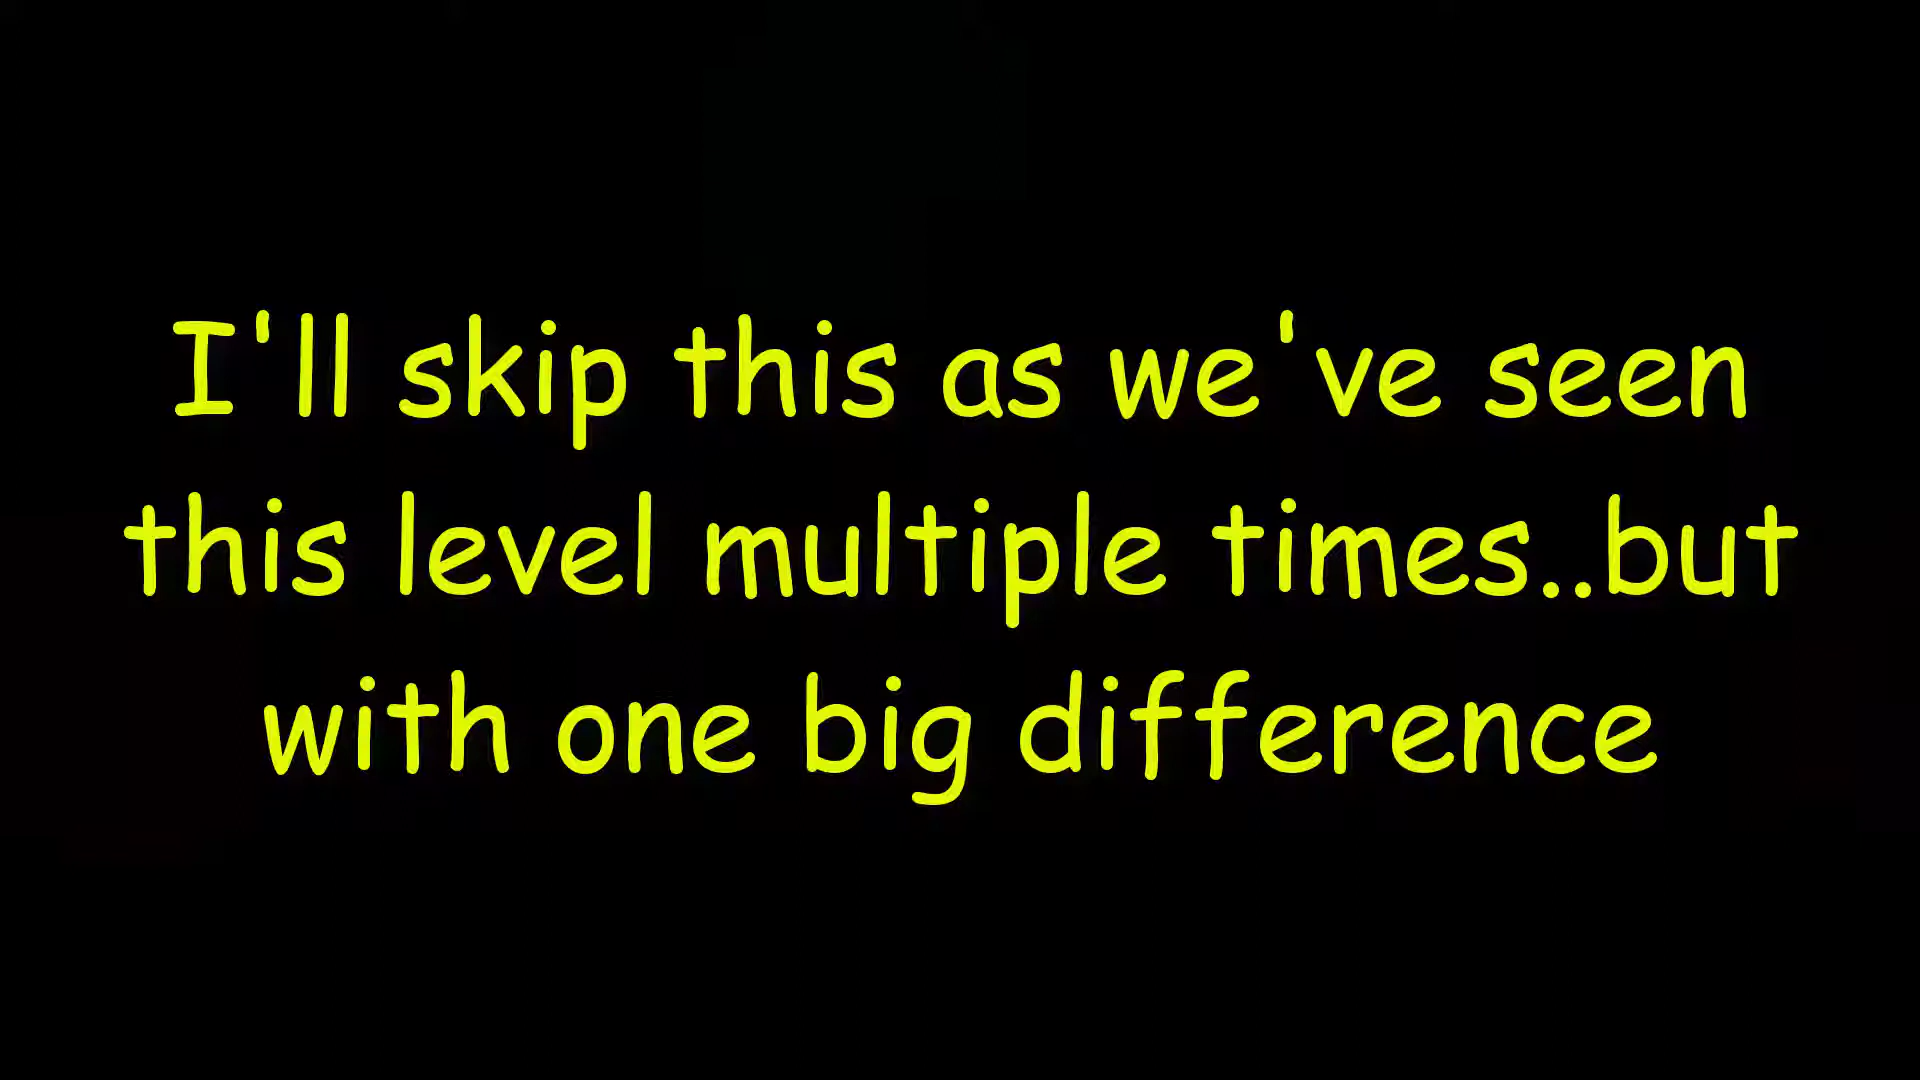 I'll skip this as we've seen
this level multiple times..but
with one big difference